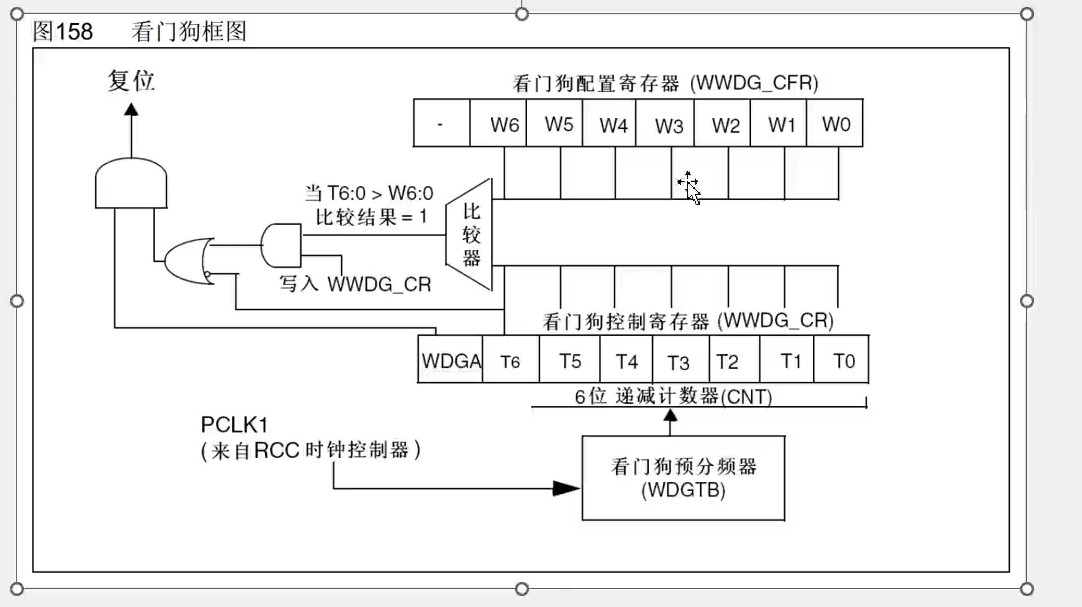 图158 看门狗框图
复位
看门狗配置寄存器 (WWDG_CFR)
- W6 W5 W4 W3 W2 W1 W0
当 T6:0 > W6:0
比较结果 = 1
比较器
写入 WWDG_CR
看门狗控制寄存器 (WWDG_CR)
WDGA T6 T5 T4 T3 T2 T1 T0
6位 递减计数器(CNT)
PCLK1
(来自RCC 时钟控制器)
看门狗预分频器
(WDGTB)